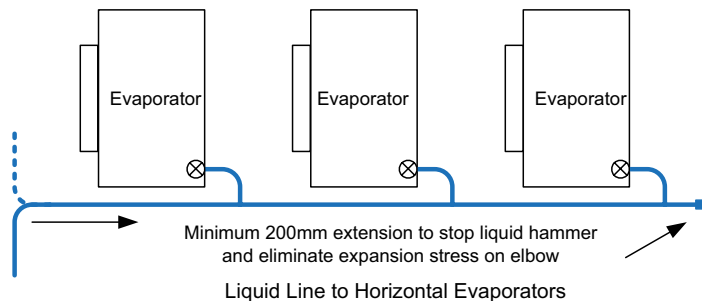 Evaporator
Evaporator
Evaporator
Minimum 200mm extension to stop liquid hammer
and eliminate expansion stress on elbow
Liquid Line to Horizontal Evaporators